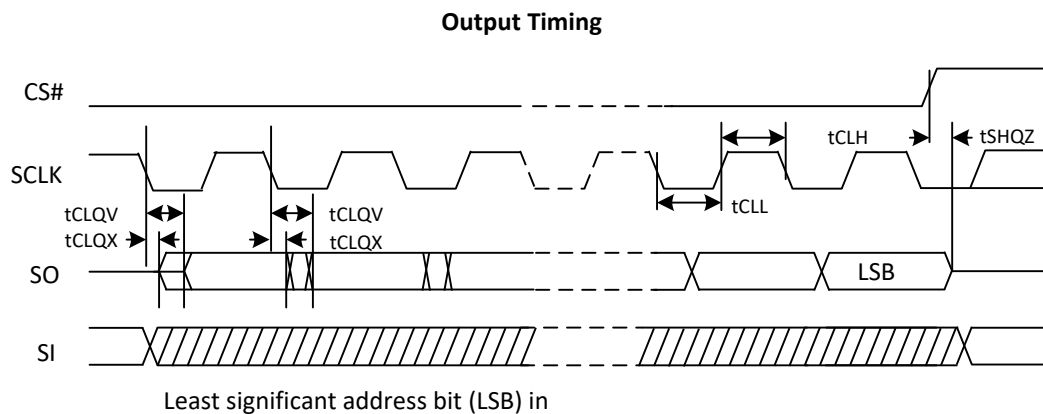 Output Timing
CS#
tCLH
tSHQZ
SCLK
tCLL
tCLQV
tCLQV
tCLQX
tCLQX
SO
LSB
SI
Least significant address bit (LSB) in